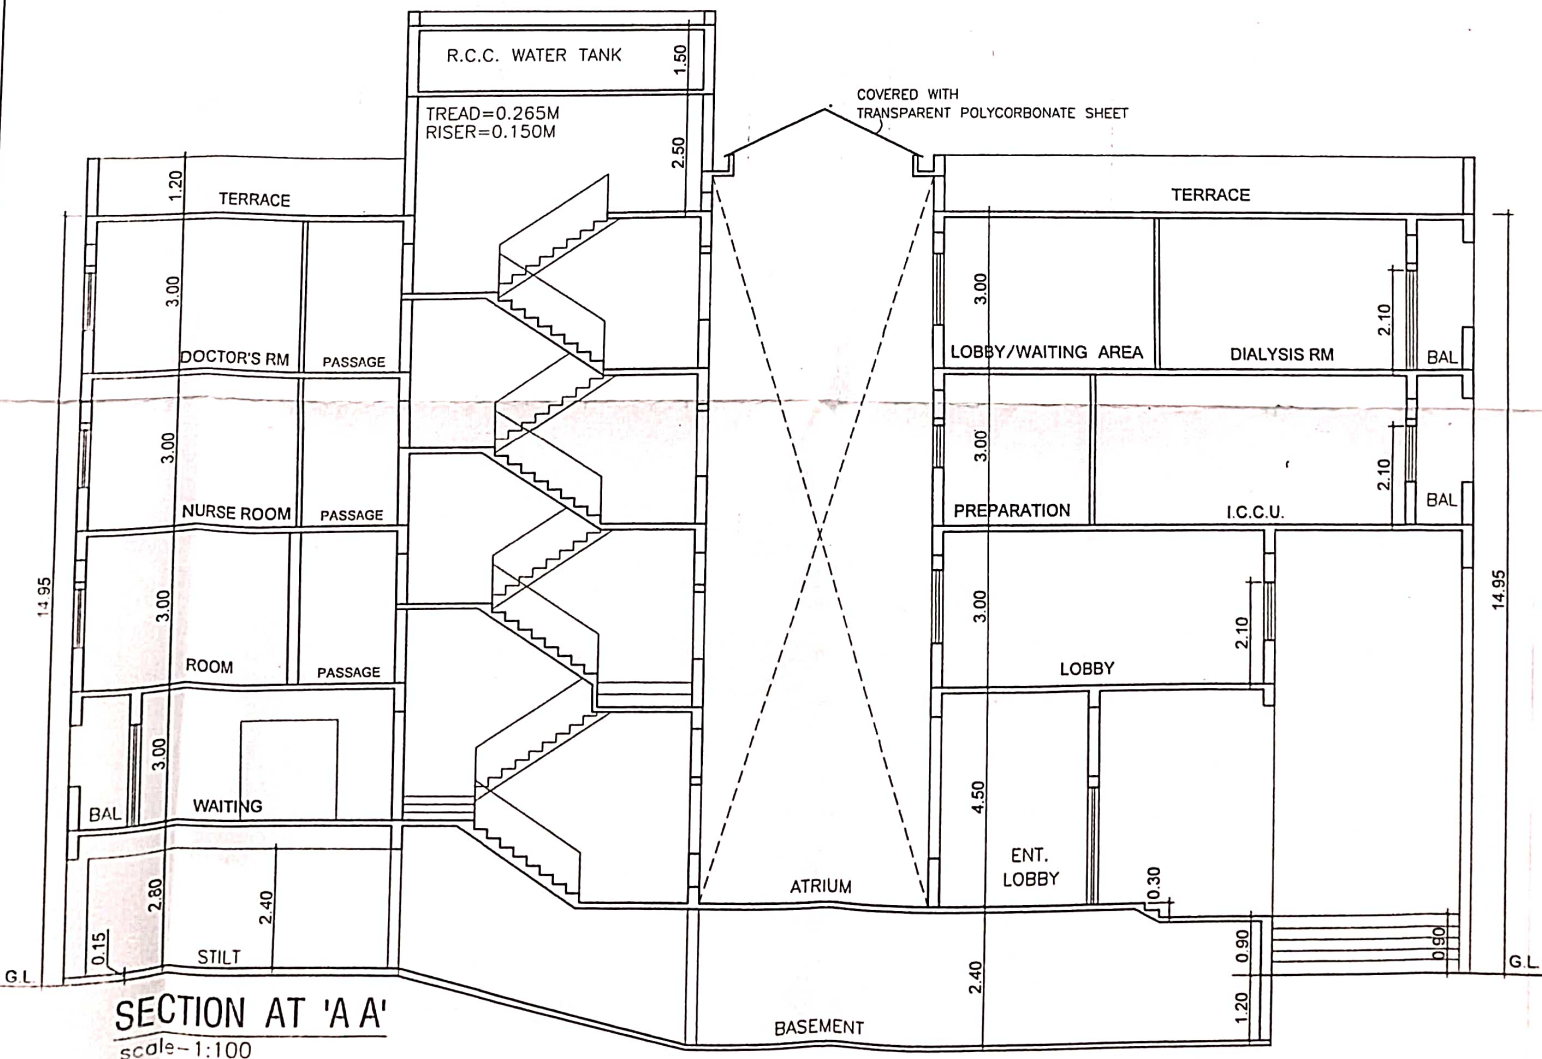 R.C.C. WATER TANK
1.50
TREAD=0.265M
RISER=0.150M
2.50
COVERED WITH
TRANSPARENT POLYCORBONATE SHEET
1.20
TERRACE
TERRACE
3.00
DOCTOR'S RM
PASSAGE
3.00
LOBBY/WAITING AREA
DIALYSIS RM
2.10
BAL
3.00
NURSE ROOM
PASSAGE
3.00
PREPARATION
I.C.C.U.
2.10
BAL
14.95
3.00
ROOM
PASSAGE
3.00
LOBBY
2.10
14.95
3.00
BAL
WAITING
4.50
ENT.
LOBBY
ATRIUM
0.30
2.80
2.40
0.15
STILT
G.L.
2.40
BASEMENT
0.90
1.20
0.90
G.L.
SECTION AT 'A A'
scale-1:100